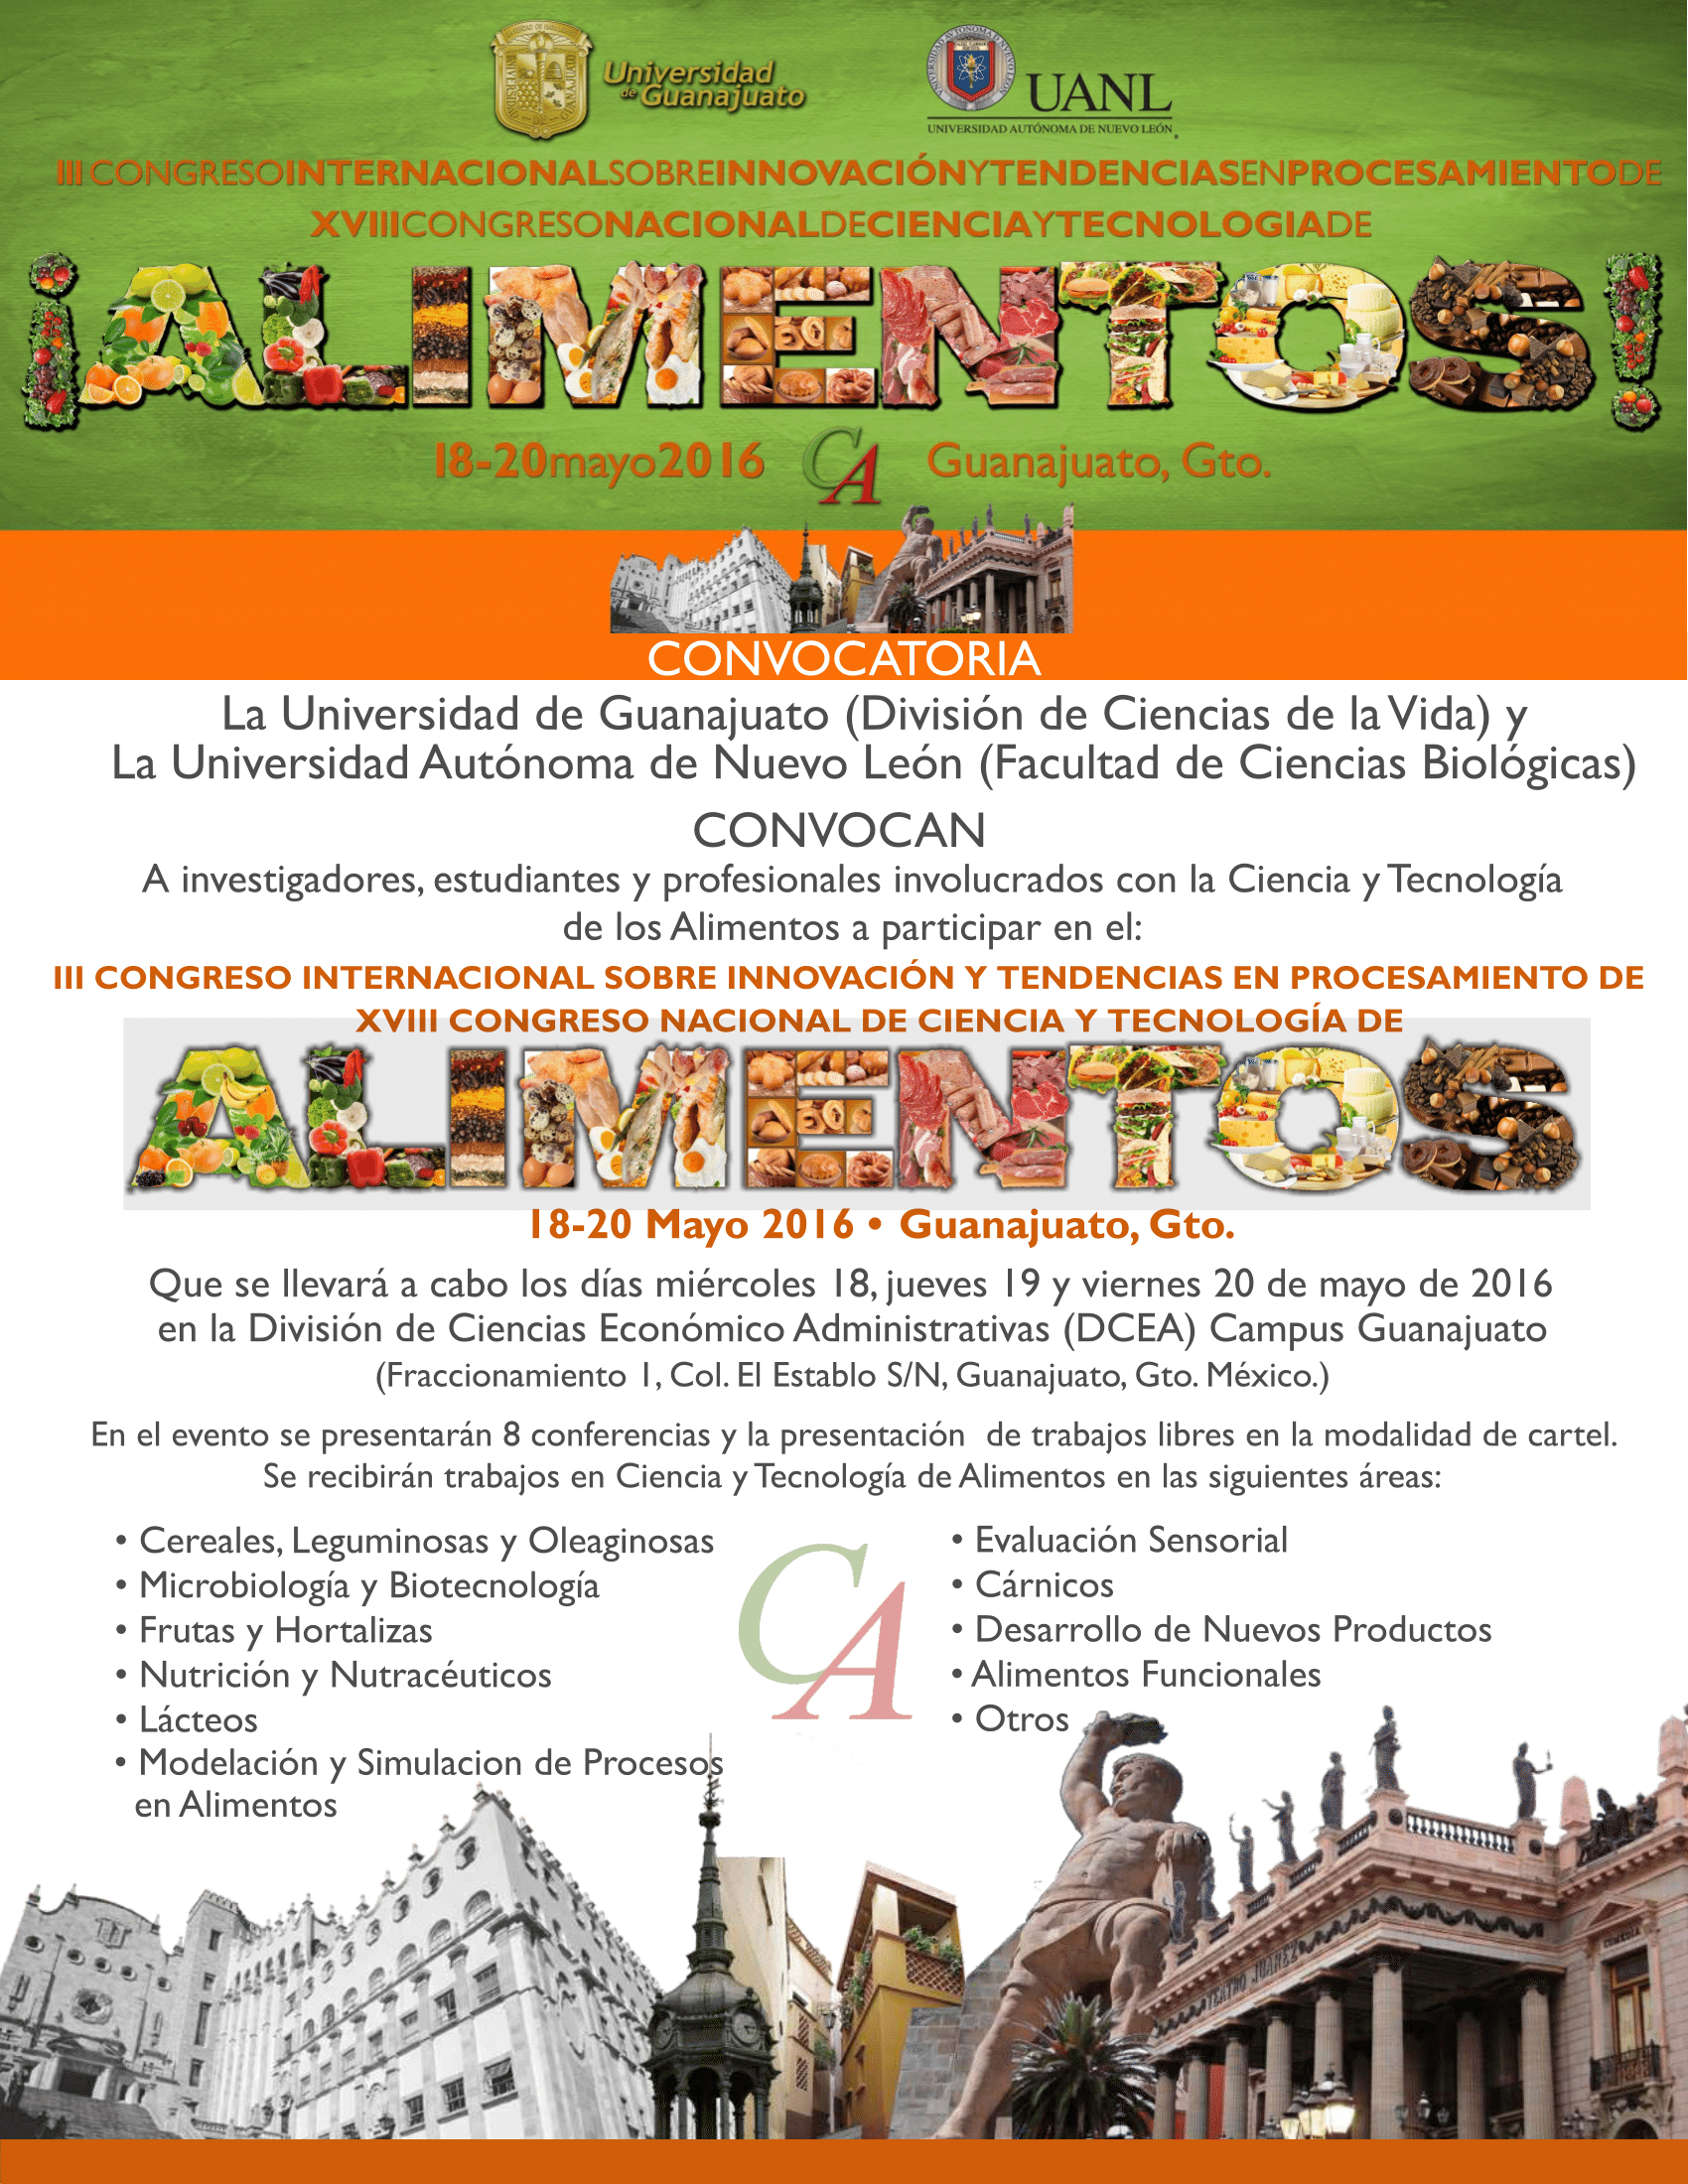 Universidad
de Guanajuato
UANL
UNIVERSIDAD AUTÓNOMA DE NUEVO LEÓN
III CONGRESOINTERNACIONALSOBREINNOVACIÓNYTENDENCIASENPROCESAMIENTODE
XVIIICONGRESONACIONALDECIENCIAYTECNOLOGIADE
¡ALIMENTOS!
18-20mayo2016 CA Guanajuato, Gto.
CONVOCATORIA
La Universidad de Guanajuato (División de Ciencias de la Vida) y
La Universidad Autónoma de Nuevo León (Facultad de Ciencias Biológicas)
CONVOCAN
A investigadores, estudiantes y profesionales involucrados con la Ciencia y Tecnología
de los Alimentos a participar en el:
III CONGRESO INTERNACIONAL SOBRE INNOVACIÓN Y TENDENCIAS EN PROCESAMIENTO DE
XVIII CONGRESO NACIONAL DE CIENCIA Y TECNOLOGÍA DE
ALIMENTOS
18-20 Mayo 2016 • Guanajuato, Gto.
Que se llevará a cabo los días miércoles 18, jueves 19 y viernes 20 de mayo de 2016
en la División de Ciencias Económico Administrativas (DCEA) Campus Guanajuato
(Fraccionamiento 1, Col. El Establo S/N, Guanajuato, Gto. México.)
En el evento se presentarán 8 conferencias y la presentación de trabajos libres en la modalidad de cartel.
Se recibirán trabajos en Ciencia y Tecnología de Alimentos en las siguientes áreas:
• Cereales, Leguminosas y Oleaginosas
• Microbiología y Biotecnología
• Frutas y Hortalizas
• Nutrición y Nutracéuticos
• Lácteos
• Modelación y Simulacion de Procesos
en Alimentos
CA
• Evaluación Sensorial
• Cárnicos
• Desarrollo de Nuevos Productos
• Alimentos Funcionales
• Otros
TEATRO JUAREZ
COMEDIA